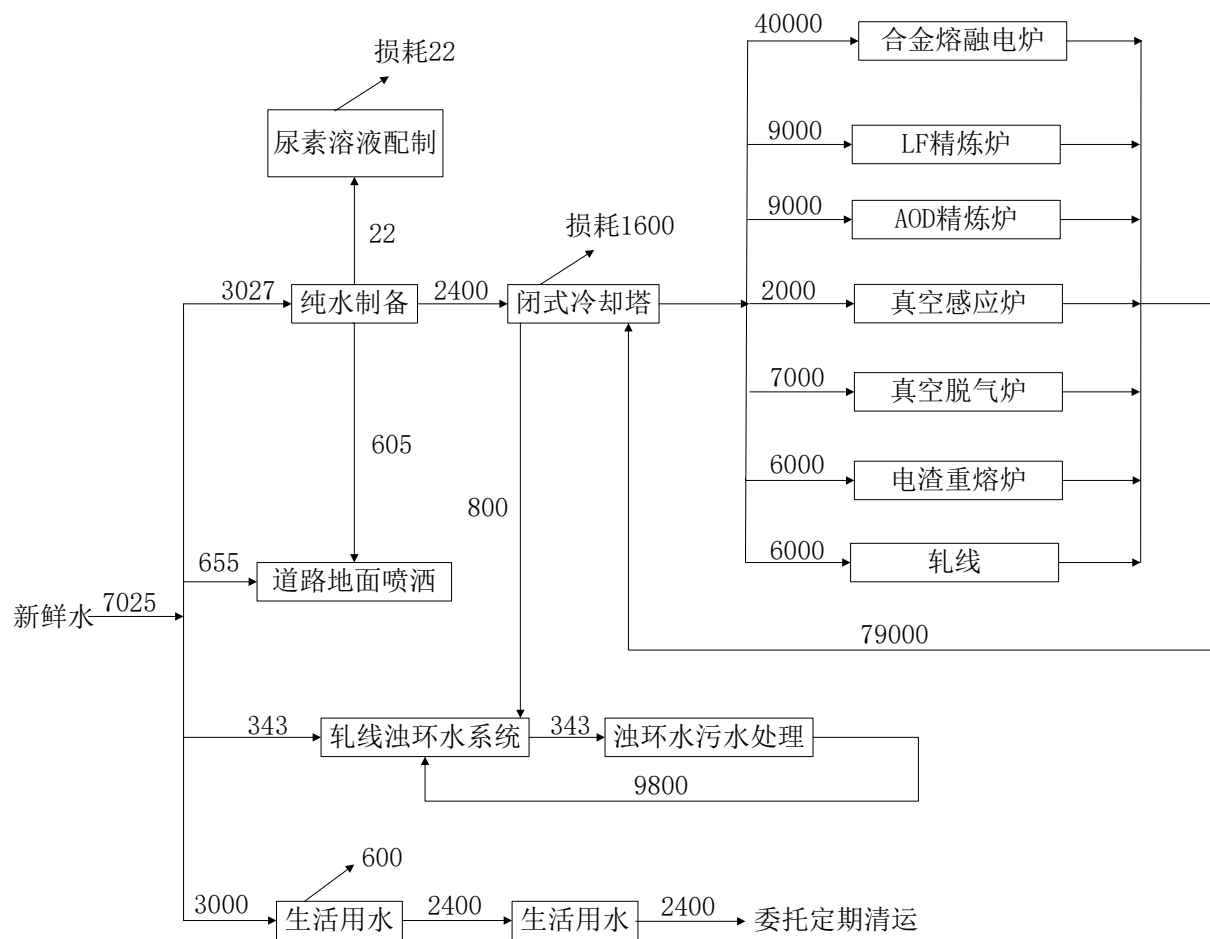 40000
合金熔融电炉
损耗22
尿素溶液配制
9000
LF精炼炉
9000
AOD精炼炉
22
损耗1600
3027
纯水制备
2400
闭式冷却塔
2000
真空感应炉
7000
真空脱气炉
605
6000
电渣重熔炉
800
6000
轧线
655
道路地面喷洒
新鲜水
7025
79000
343
轧线浊环水系统
343
浊环水污水处理
9800
600
3000
生活用水
2400
生活用水
2400
委托定期清运